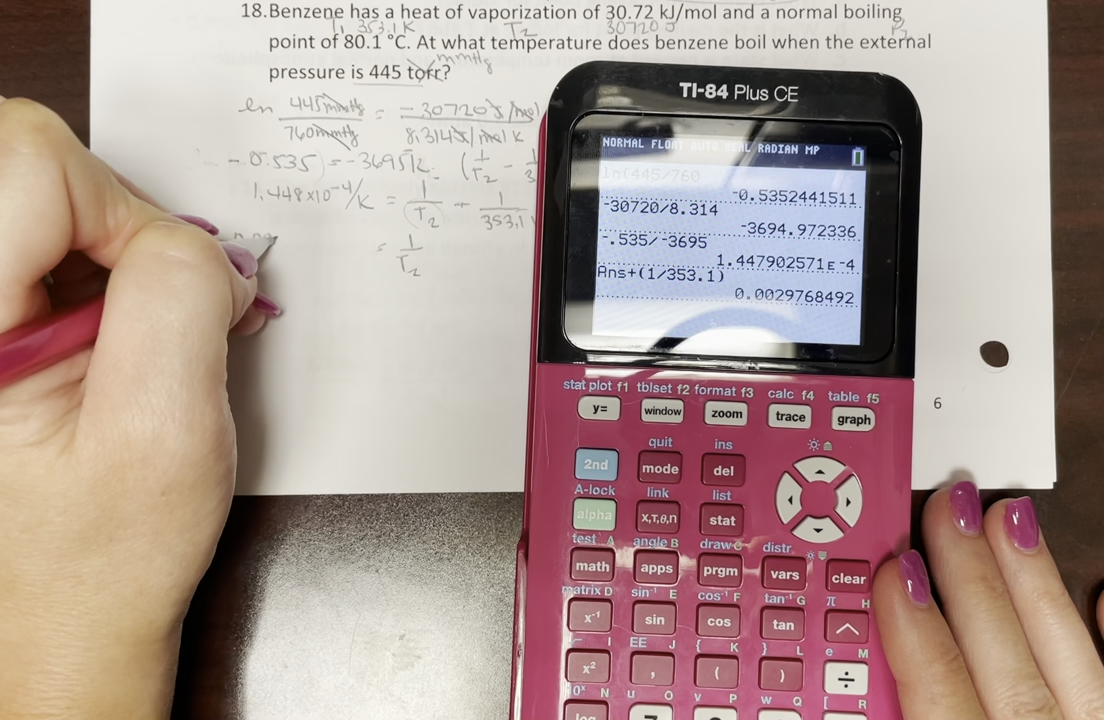 18.Benzene has a heat of vaporization of 30.72 kJ/mol and a normal boiling
T₁ 353.1 K T₂ 30720 J P₂
point of 80.1 °C. At what temperature does benzene boil when the external
mmHg
pressure is 445 torr?
ln 445mmHg = -30720J/mol
760mmHg 8.314J/mol K
-0.535) = -3695K (1/T₂ -
1.448x10⁻⁴/K = 1/T₂ + 1/353.1
= 1/T₂
6
TI-84 Plus CE
NORMAL FLOAT AUTO REAL RADIAN MP
ln(445/760
-0.5352441511
-30720/8.314
-3694.972336
-.535/-3695
1.447902571E-4
Ans+(1/353.1)
0.0029768492
stat plot f1 tblset f2 format f3 calc f4 table f5
y= window zoom trace graph
quit ins
2nd mode del
A-lock link list
alpha X,T,θ,n stat
test A angle B draw C distr
math apps prgm vars clear
matrix D sin⁻¹ E cos⁻¹ F tan⁻¹ G π H
x⁻¹ sin cos tan ^
I EE J { K } L e M
x² , ( ) ÷
10ˣ N u O v P w Q [ R
log 7